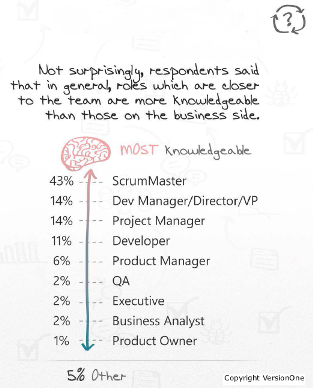 ?
Not surprisingly, respondents said
that in general, roles which are closer
to the team are more knowledgeable
than those on the business side.
MOST Knowledgeable
43% ScrumMaster
14% Dev Manager/Director/VP
14% Project Manager
11% Developer
6% Product Manager
2% QA
2% Executive
2% Business Analyst
1% Product Owner
5% Other
Copyright VersionOne